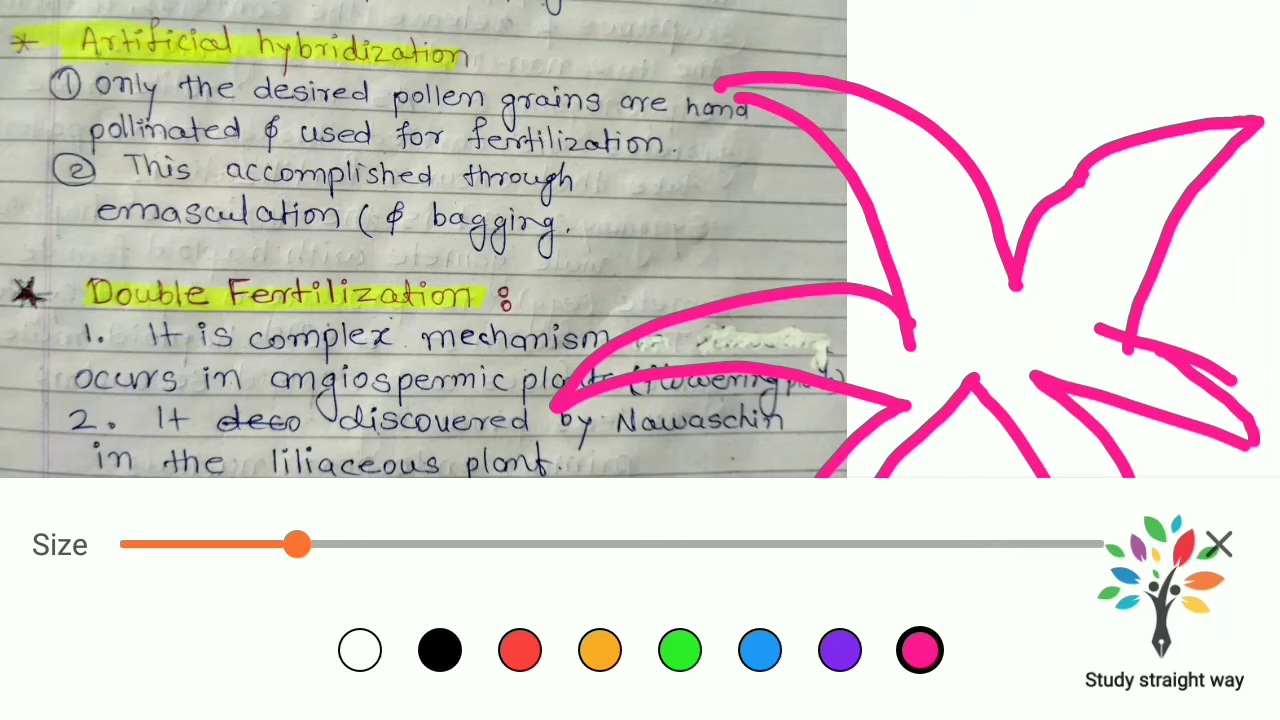 * Artificial hybridization
① only the desired pollen grains are hand
pollinated & used for fertilization.
② This accomplished through
emasculation ( & bagging.
* Double Fertilization :
1. It is complex mechanism
occurs in angiospermic plants (flowering plants)
2. It discovered by Nawaschin
in the liliaceous plant.
Size
Study straight way